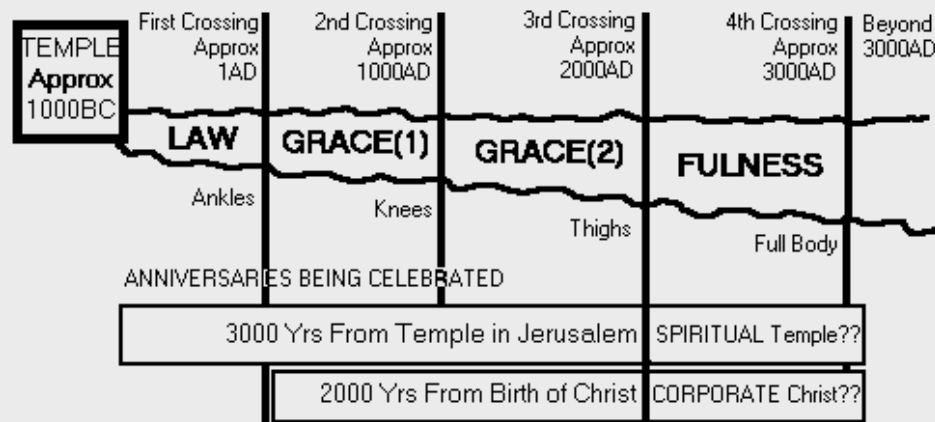 TEMPLE
Approx
1000BC
First Crossing
Approx
1AD
2nd Crossing
Approx
1000AD
3rd Crossing
Approx
2000AD
4th Crossing
Approx
3000AD
Beyond
3000AD
LAW
GRACE(1)
GRACE(2)
FULNESS
Ankles
Knees
Thighs
Full Body
ANNIVERSARIES BEING CELEBRATED
3000 Yrs From Temple in Jerusalem
SPIRITUAL Temple??
2000 Yrs From Birth of Christ
CORPORATE Christ??